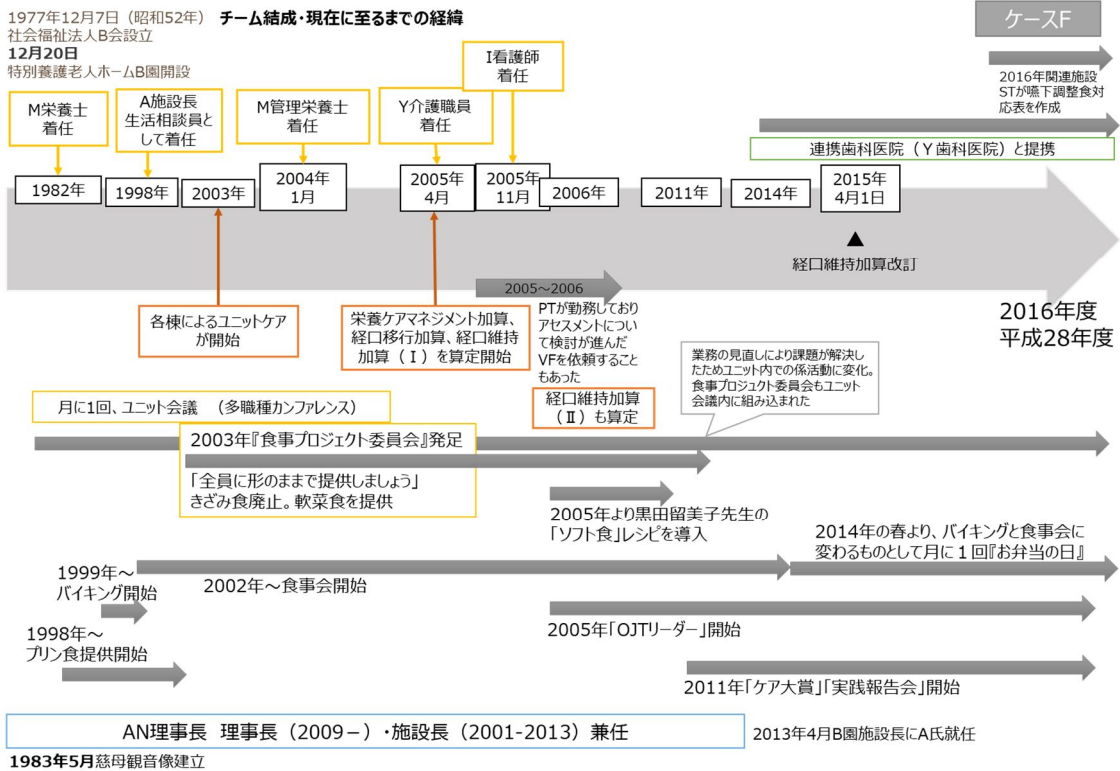 1977年12月7日（昭和52年）
チーム結成･現在に至るまでの経緯
社会福祉法人B会設立
12月20日
特別養護老人ホームB園開設
ケースF
2016年関連施設
STが嚥下調整食対
応表を作成
連携歯科医院（Ｙ歯科医院）と提携
M栄養士
着任
A施設長
生活相談員と
して着任
M管理栄養士
着任
Y介護職員
着任
I看護師
着任
1982年
1998年
2003年
2004年
1月
2005年
4月
2005年
11月
2006年
2011年
2014年
2015年
4月1日
▲
経口維持加算改訂
2016年度
平成28年度
2005～2006
PTが勤務しており
アセスメントについ
て検討が進んだ
VFを依頼すること
もあった
各棟によるユニットケア
が開始
栄養ケアマネジメント加算、
経口移行加算、経口維持
加算（Ⅰ）を算定開始
経口維持加算
（Ⅱ）も算定
業務の見直しにより課題が解決し
たためユニット内での係活動に変化。
食事プロジェクト委員会もユニット
会議内に組み込まれた
月に1回、ユニット会議　（多職種カンファレンス）
2003年『食事プロジェクト委員会』発足
「全員に形のままで提供しましょう」
きざみ食廃止。軟菜食を提供
2005年より黒田留美子先生の
「ソフト食」レシピを導入
2014年の春より、バイキングと食事会に
変わるものとして月に１回『お弁当の日』
1999年～
バイキング開始
2002年～食事会開始
1998年～
プリン食提供開始
2005年「OJTリーダー」開始
2011年「ケア大賞」「実践報告会」開始
AN理事長　理事長（2009－）･施設長（2001-2013）兼任
2013年4月B園施設長にA氏就任
1983年5月慈母観音像建立